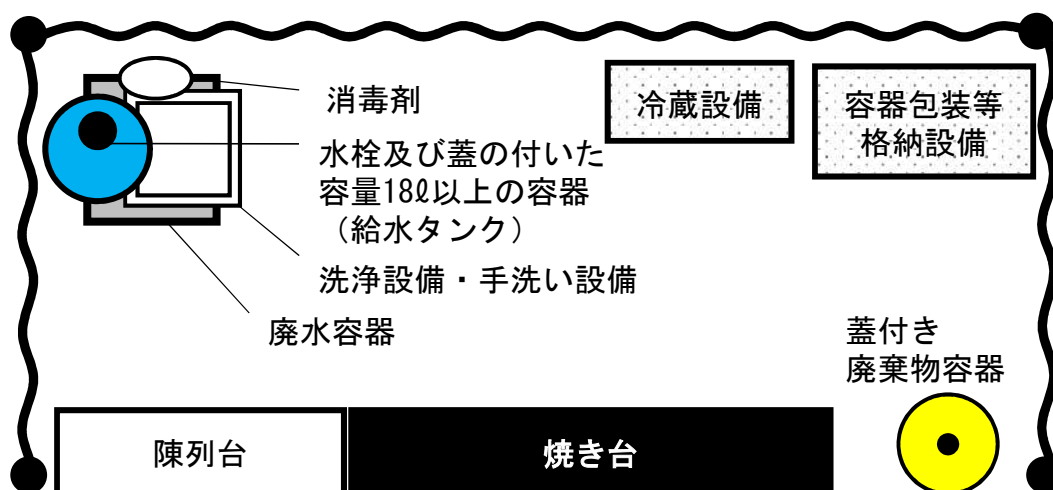 消毒剤
水栓及び蓋の付いた
容量18ℓ以上の容器
（給水タンク）
洗浄設備・手洗い設備
廃水容器
冷蔵設備
容器包装等
格納設備
蓋付き
廃棄物容器
陳列台
焼き台